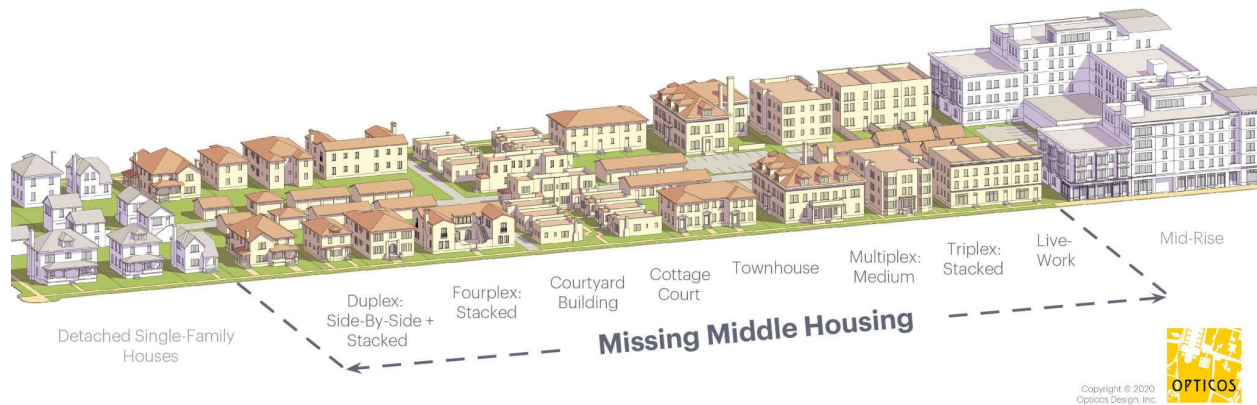 Detached Single-Family
Houses
Duplex:
Side-By-Side +
Stacked
Fourplex:
Stacked
Courtyard
Building
Cottage
Court
Townhouse
Multiplex:
Medium
Triplex:
Stacked
Live-
Work
Mid-Rise
Missing Middle Housing
Copyright © 2020
Opticos Design, Inc.
OPTICOS